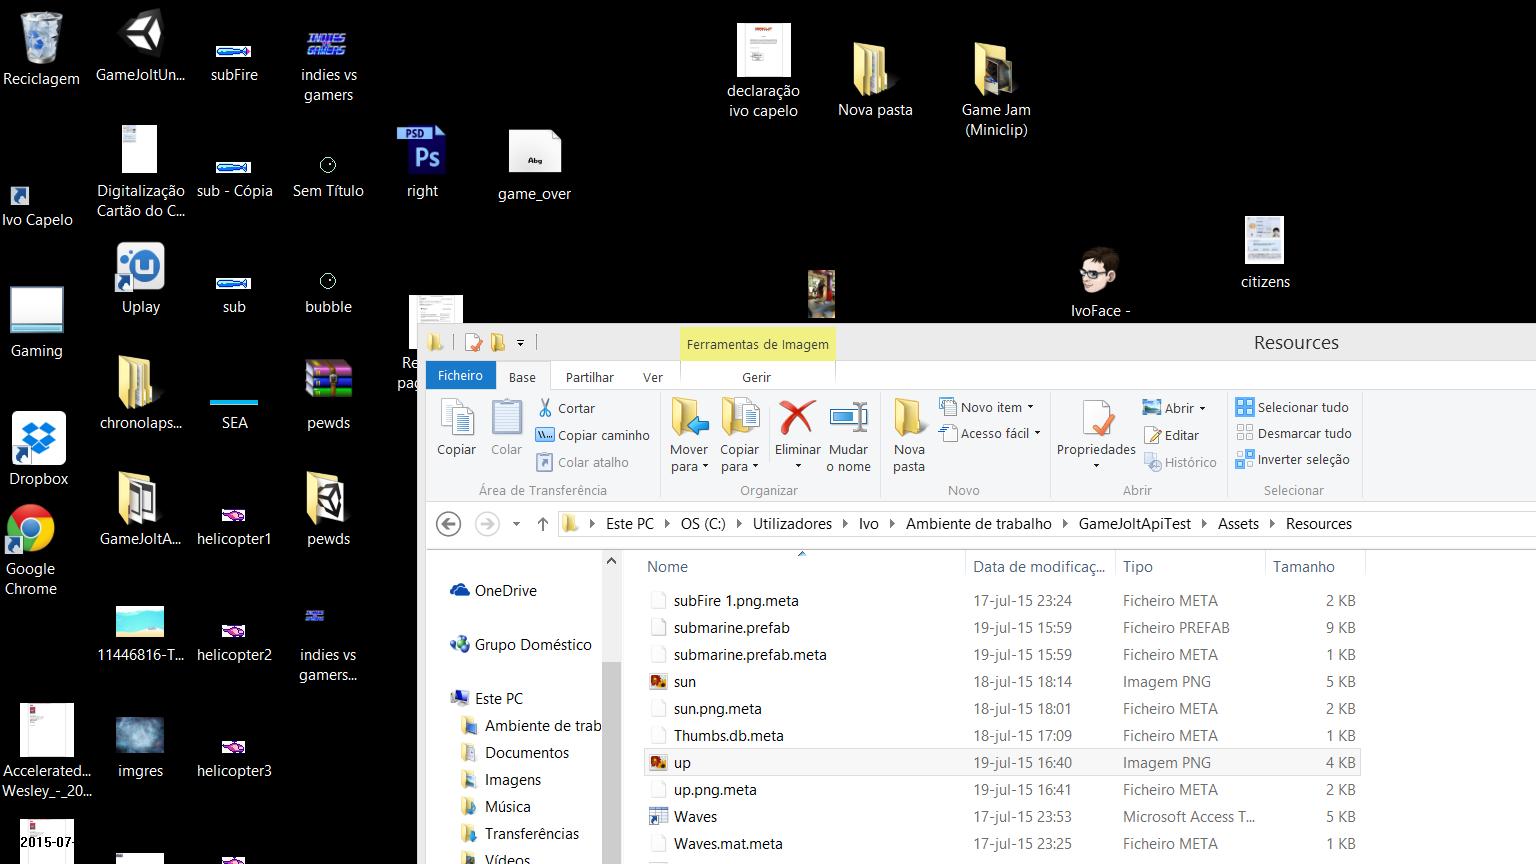 Reciclagem
GameJoltUn...
subFire
indies vs
gamers
declaração
ivo capelo
Nova pasta
Game Jam
(Miniclip)
INDIES
VS
GAMERS
PSD
Ps
Abg
Ivo Capelo
Digitalização
Cartão do C...
sub - Cópia
Sem Título
right
game_over
Uplay
sub
bubble
citizens
IvoFace -
Gaming
chronolaps...
SEA
pewds
Dropbox
GameJoltA...
helicopter1
pewds
Google
Chrome
11446816-T...
helicopter2
indies vs
gamers...
Accelerated...
Wesley_-_20...
imgres
helicopter3
2015-07-
Re
pag
Ferramentas de Imagem
Resources
Ficheiro
Base
Partilhar
Ver
Gerir
Copiar
Colar
Cortar
Copiar caminho
Colar atalho
Área de Transferência
Mover
para
Copiar
para
Eliminar
Mudar
o nome
Organizar
Nova
pasta
Novo item
Acesso fácil
Novo
Propriedades
Abrir
Editar
Histórico
Abrir
Selecionar tudo
Desmarcar tudo
Inverter seleção
Selecionar
Este PC
OS (C:)
Utilizadores
Ivo
Ambiente de trabalho
GameJoltApiTest
Assets
Resources
OneDrive
Grupo Doméstico
Este PC
Ambiente de trab
Documentos
Imagens
Música
Transferências
Vídeos
Nome Data de modificaç... Tipo Tamanho
subFire 1.png.meta 17-jul-15 23:24 Ficheiro META 2 KB
submarine.prefab 19-jul-15 15:59 Ficheiro PREFAB 9 KB
submarine.prefab.meta 19-jul-15 15:59 Ficheiro META 1 KB
sun 18-jul-15 18:14 Imagem PNG 5 KB
sun.png.meta 18-jul-15 18:01 Ficheiro META 2 KB
Thumbs.db.meta 18-jul-15 17:09 Ficheiro META 1 KB
up 19-jul-15 16:40 Imagem PNG 4 KB
up.png.meta 19-jul-15 16:41 Ficheiro META 2 KB
Waves 17-jul-15 23:53 Microsoft Access T... 5 KB
Waves.mat.meta 17-jul-15 23:25 Ficheiro META 1 KB